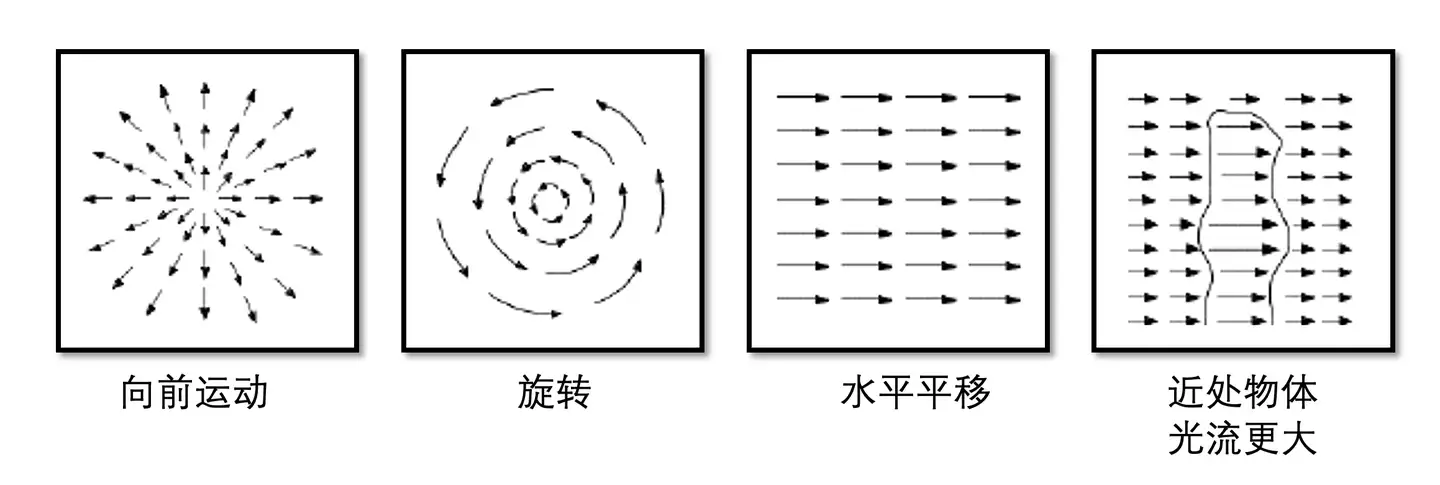 向前运动
旋转
水平平移
近处物体
光流更大